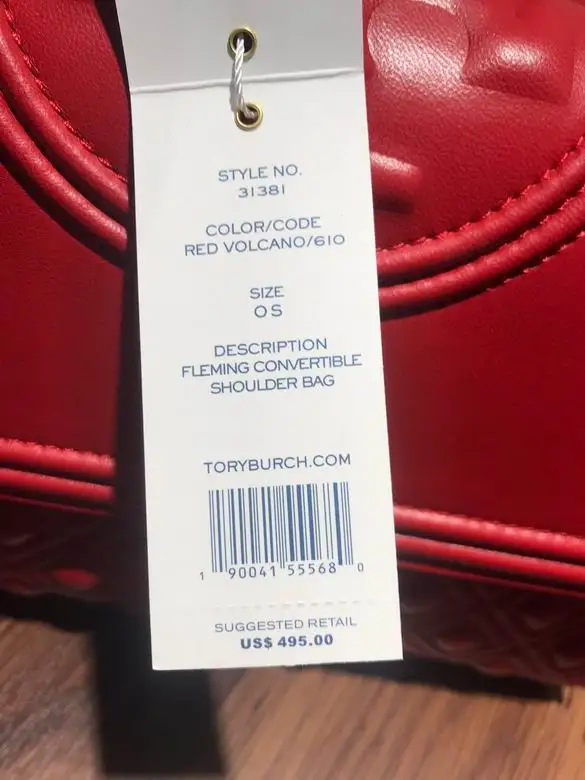 STYLE NO.
31381
COLOR/CODE
RED VOLCANO/610
SIZE
OS
DESCRIPTION
FLEMING CONVERTIBLE
SHOULDER BAG
TORYBURCH.COM
1 90041 55568 0
SUGGESTED RETAIL
US$ 495.00